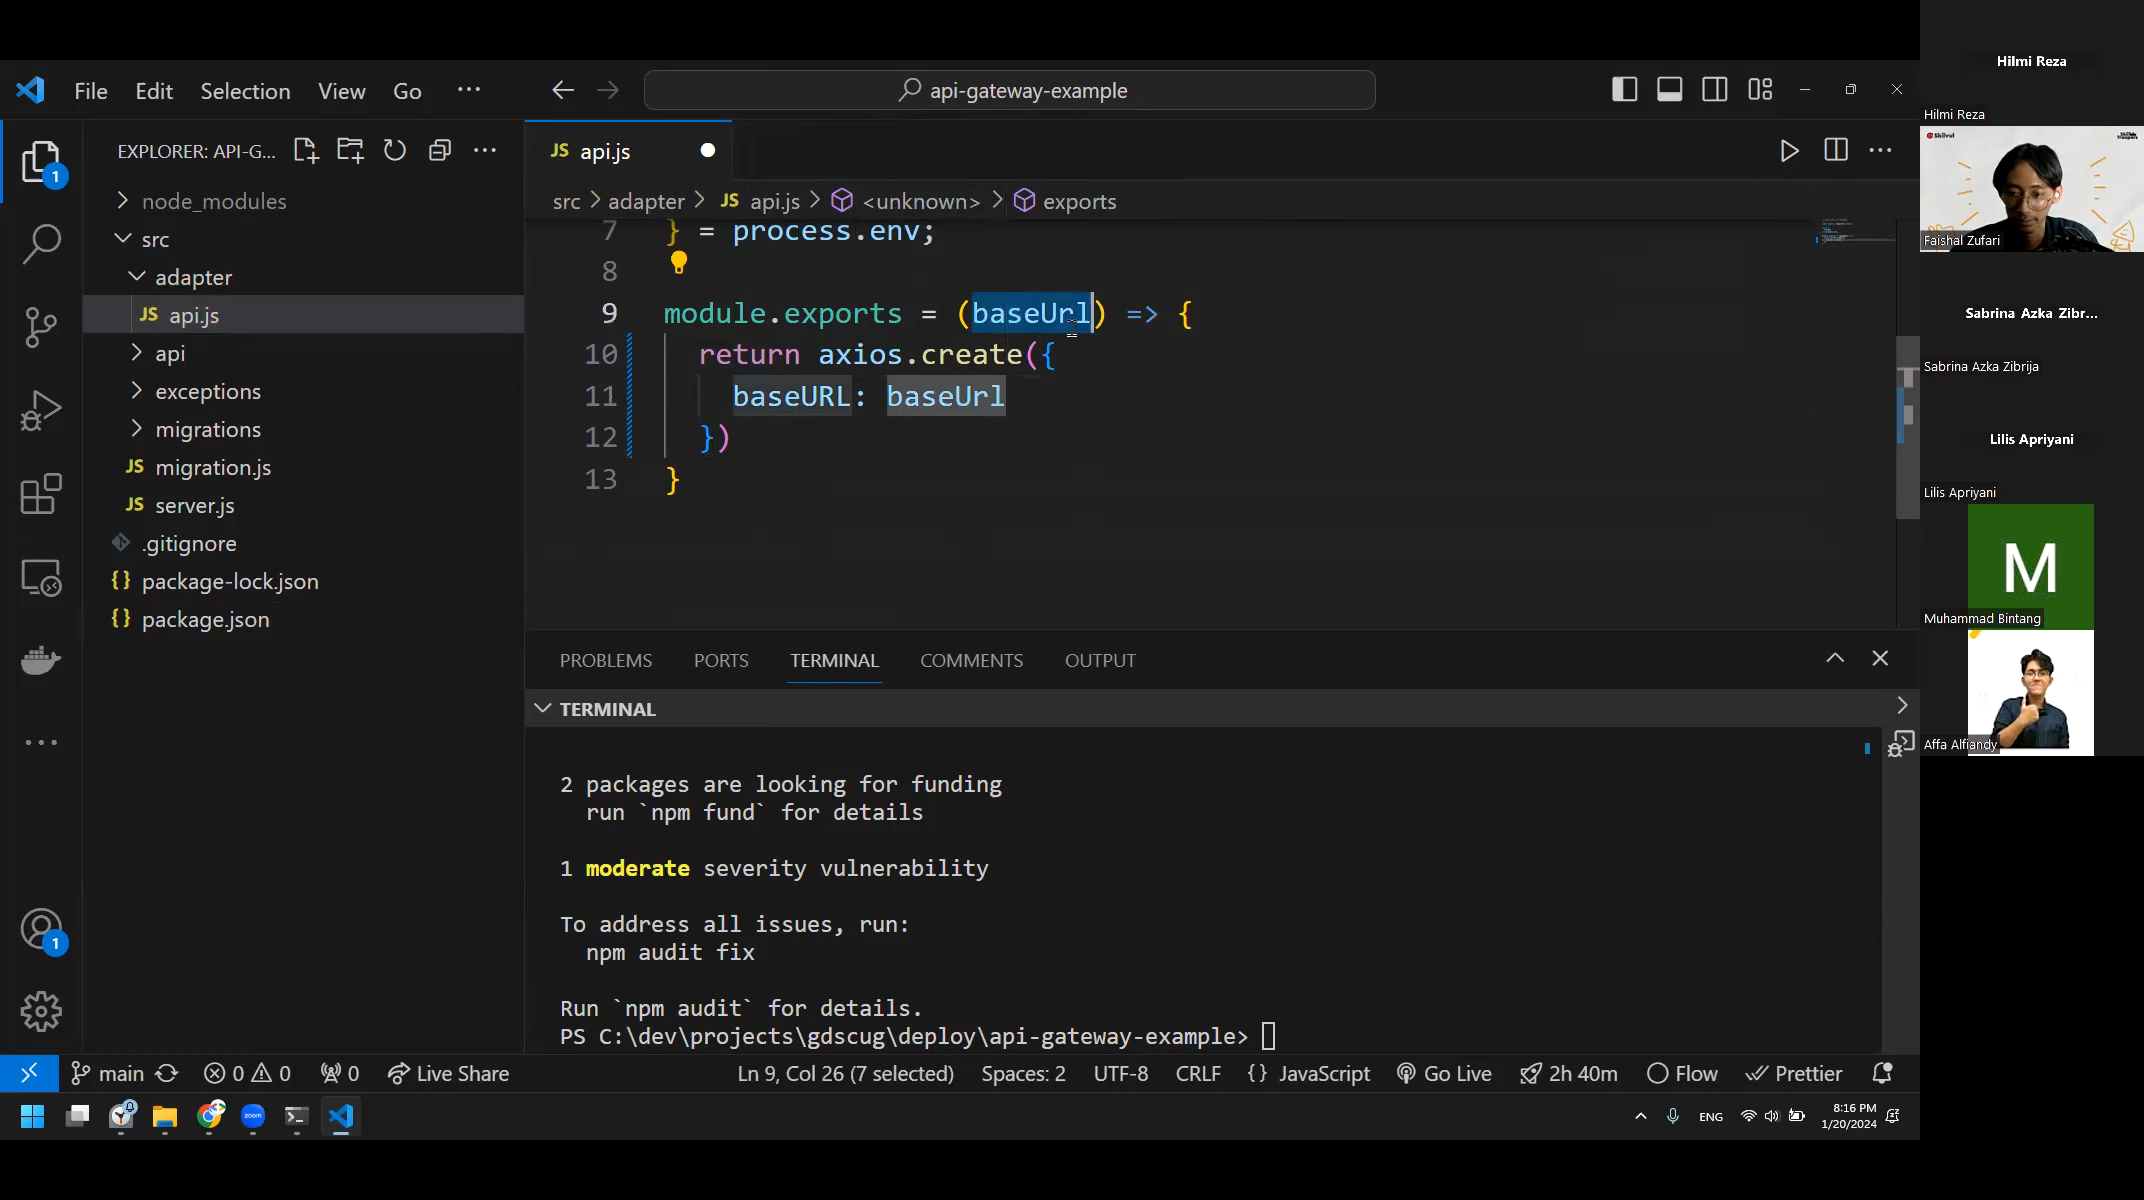 File Edit Selection View Go ···
api-gateway-example
EXPLORER: API-G...
node_modules
src
adapter
JS api.js
api
exceptions
migrations
JS migration.js
JS server.js
.gitignore
{} package-lock.json
{} package.json
1
1
JS api.js
src > adapter > JS api.js > <unknown> > exports
7 } = process.env;
8
9 module.exports = (baseUrl) => {
10 return axios.create({
11 baseURL: baseUrl
12 })
13 }
PROBLEMS PORTS TERMINAL COMMENTS OUTPUT
TERMINAL
2 packages are looking for funding
run `npm fund` for details
1 moderate severity vulnerability
To address all issues, run:
npm audit fix
Run `npm audit` for details.
PS C:\dev\projects\gdscug\deploy\api-gateway-example>
main 0 0 0 Live Share Ln 9, Col 26 (7 selected) Spaces: 2 UTF-8 CRLF {} JavaScript Go Live 2h 40m Flow Prettier
zoom
ENG
8:16 PM
1/20/2024
Hilmi Reza
Hilmi Reza
Skilvul
Faishal Zufari
Sabrina Azka Zibr...
Sabrina Azka Zibrija
Lilis Apriyani
Lilis Apriyani
M
Muhammad Bintang
Affa Alfiandy